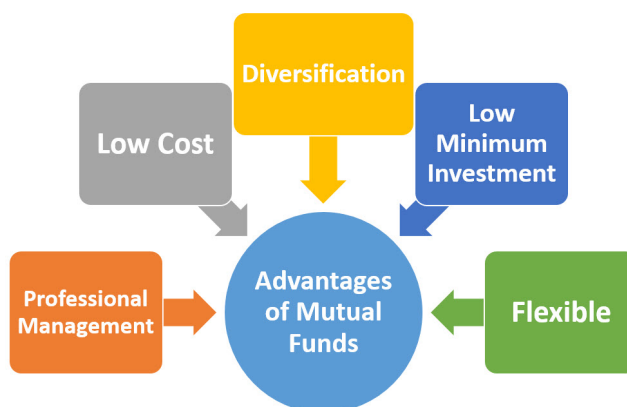 Diversification
Low Cost
Low
Minimum
Investment
Professional
Management
Advantages
of Mutual
Funds
Flexible